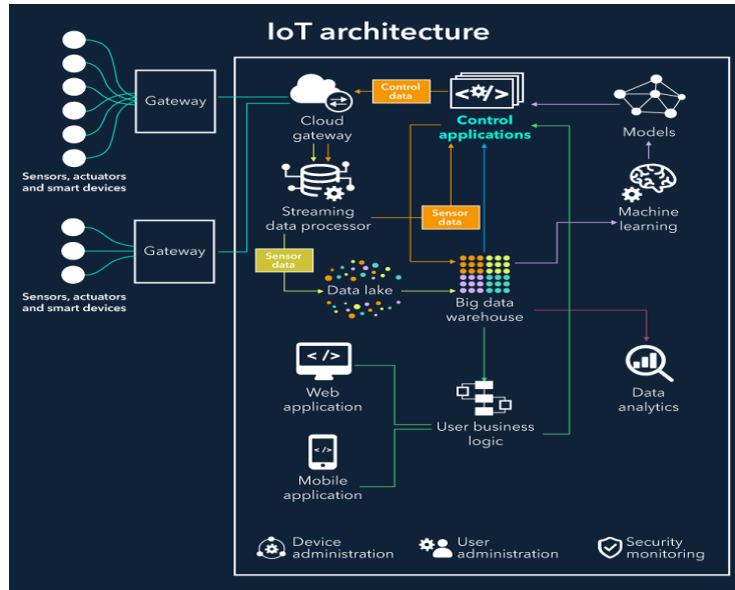 IoT architecture
Gateway
Sensors, actuators
and smart devices
Gateway
Sensors, actuators
and smart devices
Cloud
gateway
Control
data
</>
Control
applications
Models
Streaming
data processor
Sensor
data
Machine
learning
Sensor
data
Data lake
Big data
warehouse
</>
Web
application
User business
logic
Data
analytics
</>
Mobile
application
Device
administration
User
administration
Security
monitoring